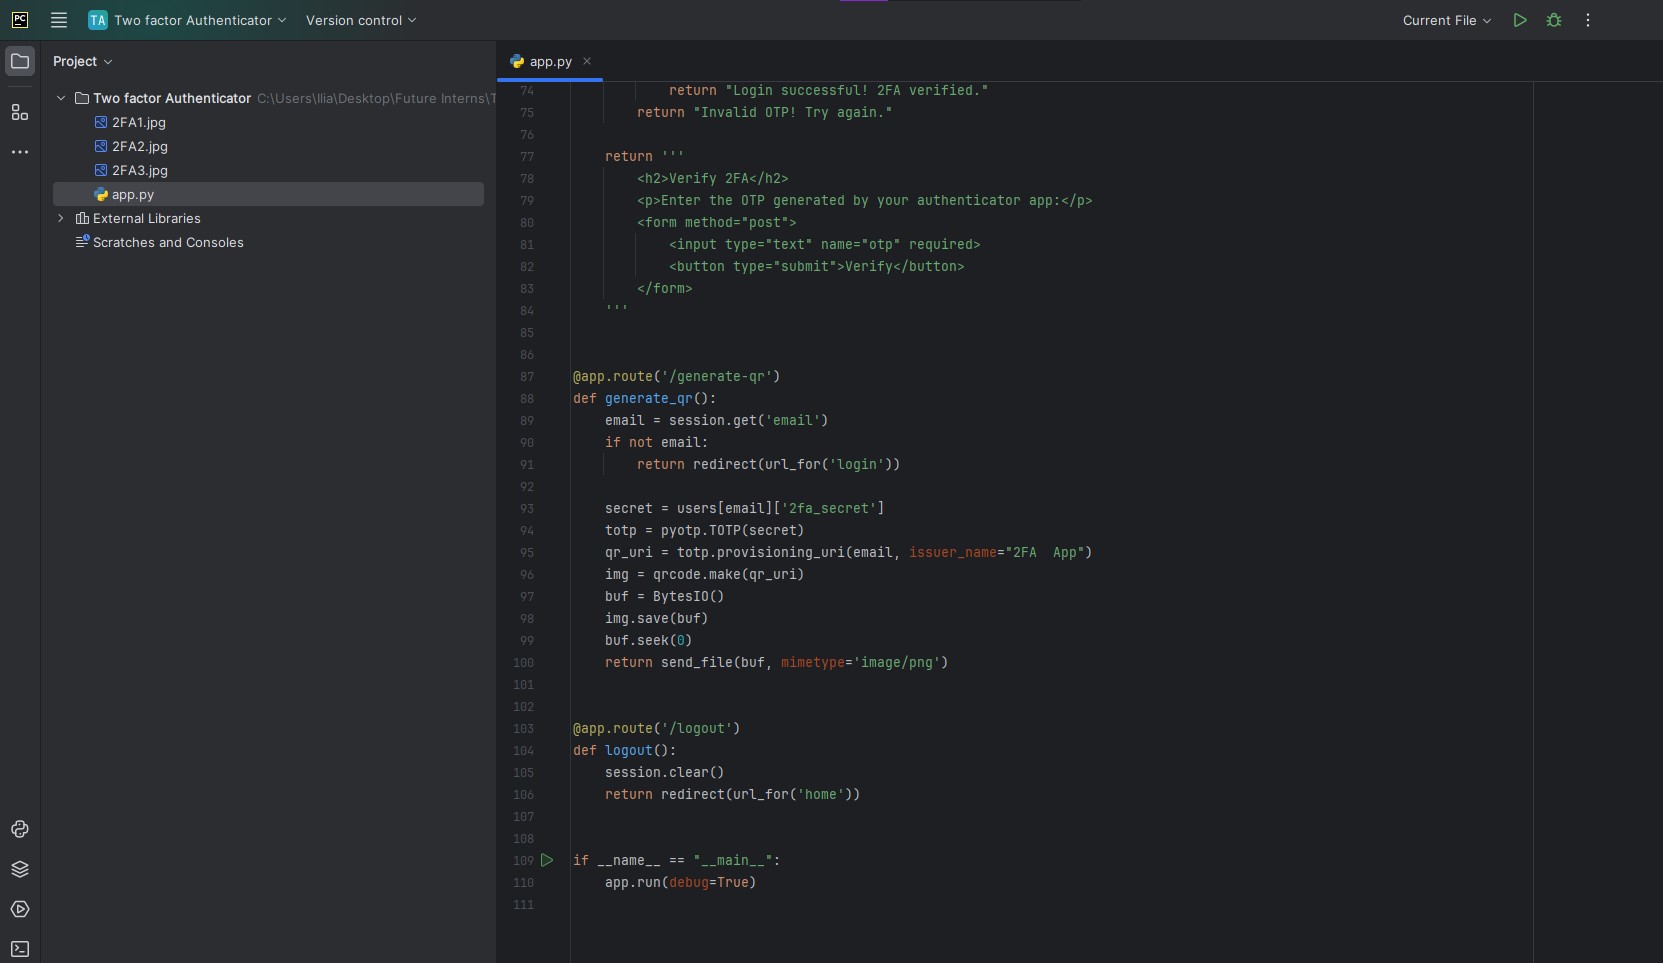 PC
TA Two factor Authenticator
Version control
Current File
Project
Two factor Authenticator C:\Users\Ilia\Desktop\Future Interns\T
2FA1.jpg
2FA2.jpg
2FA3.jpg
app.py
External Libraries
Scratches and Consoles
app.py
74 return "Login successful! 2FA verified."
75 return "Invalid OTP! Try again."
76
77 return '''
78 <h2>Verify 2FA</h2>
79 <p>Enter the OTP generated by your authenticator app:</p>
80 <form method="post">
81 <input type="text" name="otp" required>
82 <button type="submit">Verify</button>
83 </form>
84 '''
85
86
87 @app.route('/generate-qr')
88 def generate_qr():
89 email = session.get('email')
90 if not email:
91 return redirect(url_for('login'))
92
93 secret = users[email]['2fa_secret']
94 totp = pyotp.TOTP(secret)
95 qr_uri = totp.provisioning_uri(email, issuer_name="2FA  App")
96 img = qrcode.make(qr_uri)
97 buf = BytesIO()
98 img.save(buf)
99 buf.seek(0)
100 return send_file(buf, mimetype='image/png')
101
102
103 @app.route('/logout')
104 def logout():
105 session.clear()
106 return redirect(url_for('home'))
107
108
109 if __name__ == "__main__":
110 app.run(debug=True)
111